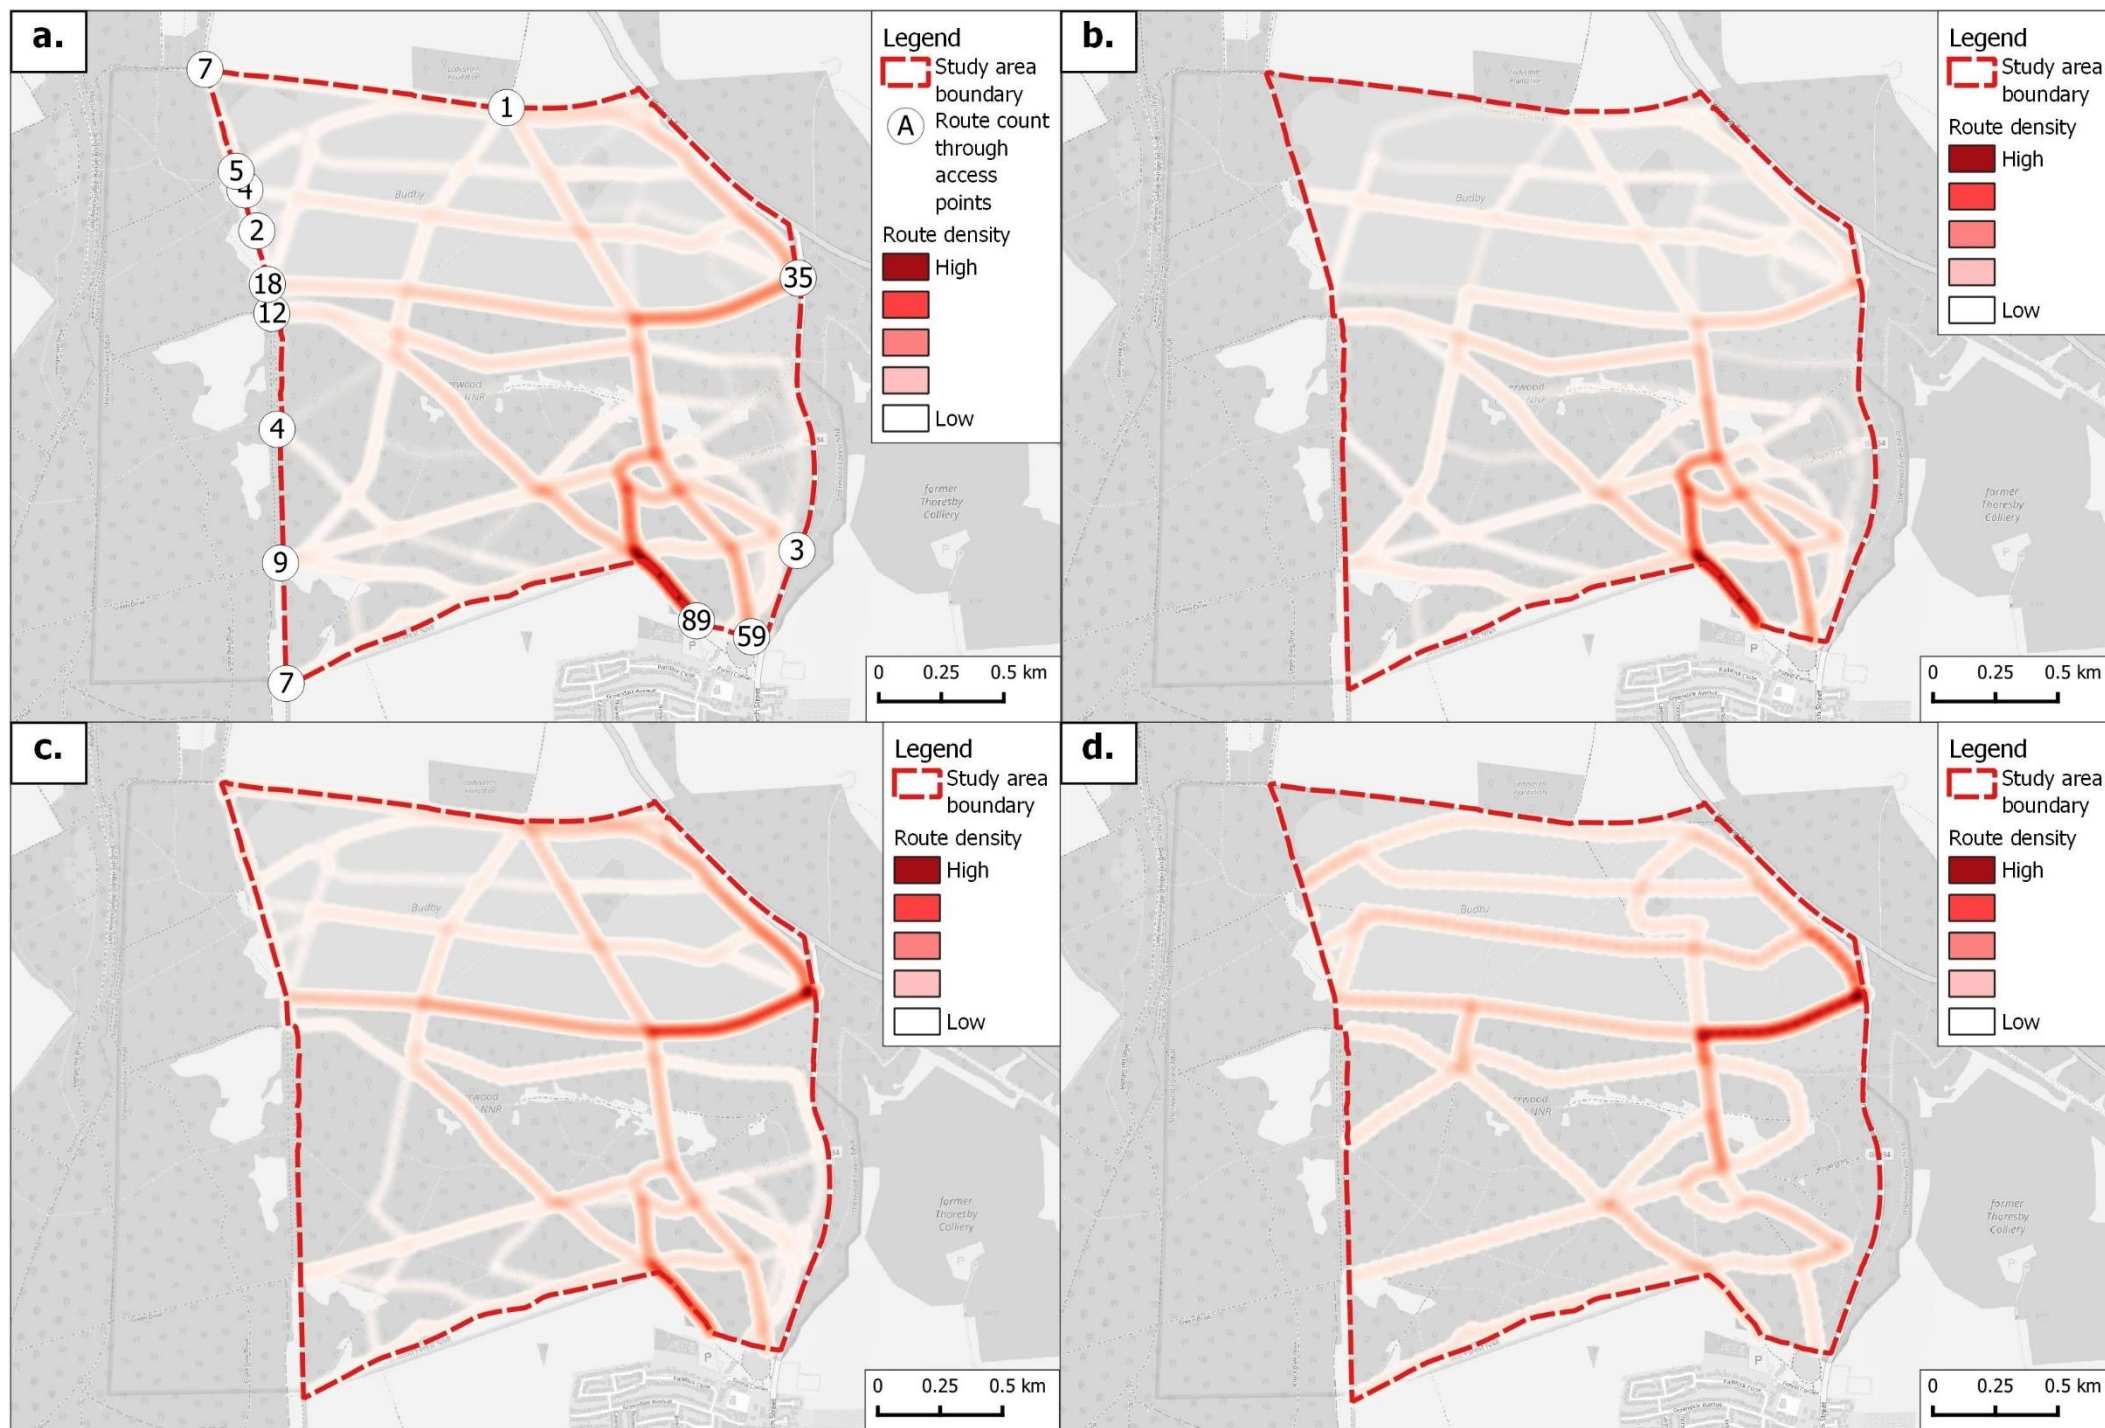 a.
7
1
5
4
2
18
12
4
9
7
35
3
89
59
Budby
NNR
former
Thoresby
Colliery
P
P
Legend
Study area
boundary
A
Route count
through
access
points
Route density
High
Low
0 0.25 0.5 km
b.
Budby
NNR
former
Thoresby
Colliery
P
P
Legend
Study area
boundary
Route density
High
Low
0 0.25 0.5 km
c.
Budby
NNR
former
Thoresby
Colliery
P
P
Legend
Study area
boundary
Route density
High
Low
0 0.25 0.5 km
d.
Budby
NNR
former
Thoresby
Colliery
P
P
Legend
Study area
boundary
Route density
High
Low
0 0.25 0.5 km